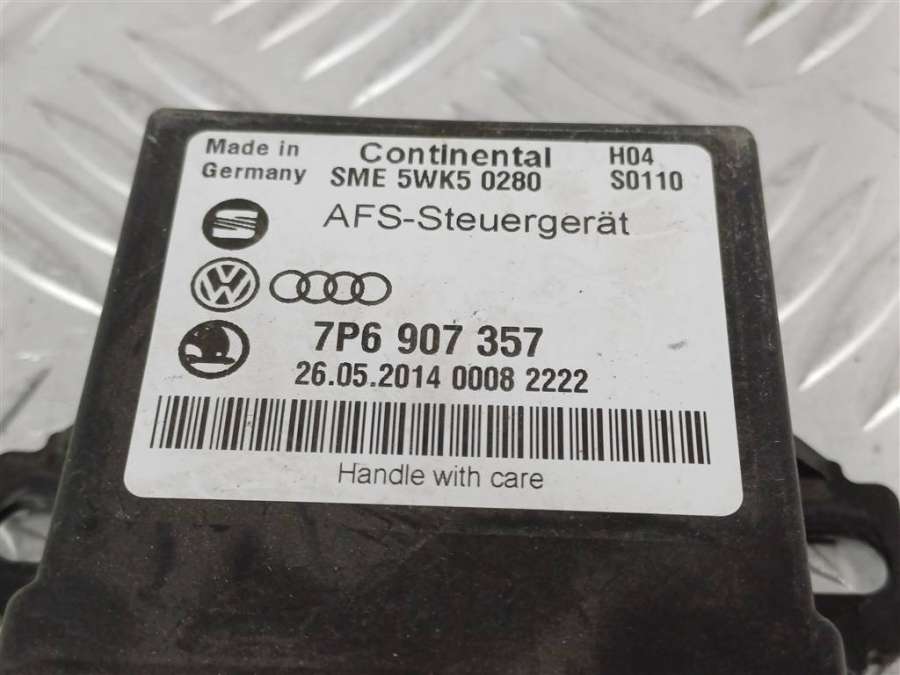 Made in Continental H04
Germany SME 5WK5 0280 S0110
AFS-Steuergerät
7P6 907 357
26.05.2014 0008 2222
Handle with care